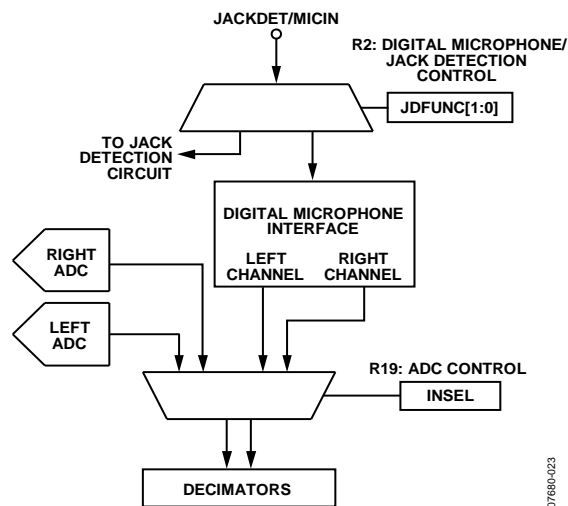 JACKDET/MICIN
R2: DIGITAL MICROPHONE/
JACK DETECTION
CONTROL
JDFUNC[1:0]
TO JACK
DETECTION
CIRCUIT
DIGITAL MICROPHONE
INTERFACE
LEFT
CHANNEL
RIGHT
CHANNEL
RIGHT
ADC
LEFT
ADC
R19: ADC CONTROL
INSEL
DECIMATORS
07680-023